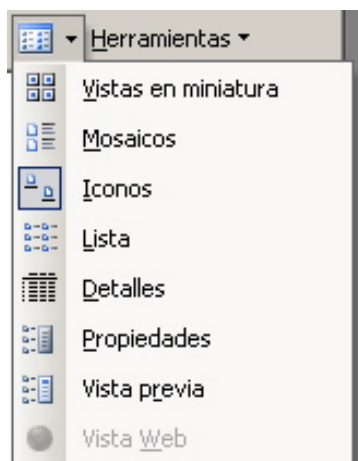 Herramientas
Vistas en miniatura
Mosaicos
Iconos
Lista
Detalles
Propiedades
Vista previa
Vista Web